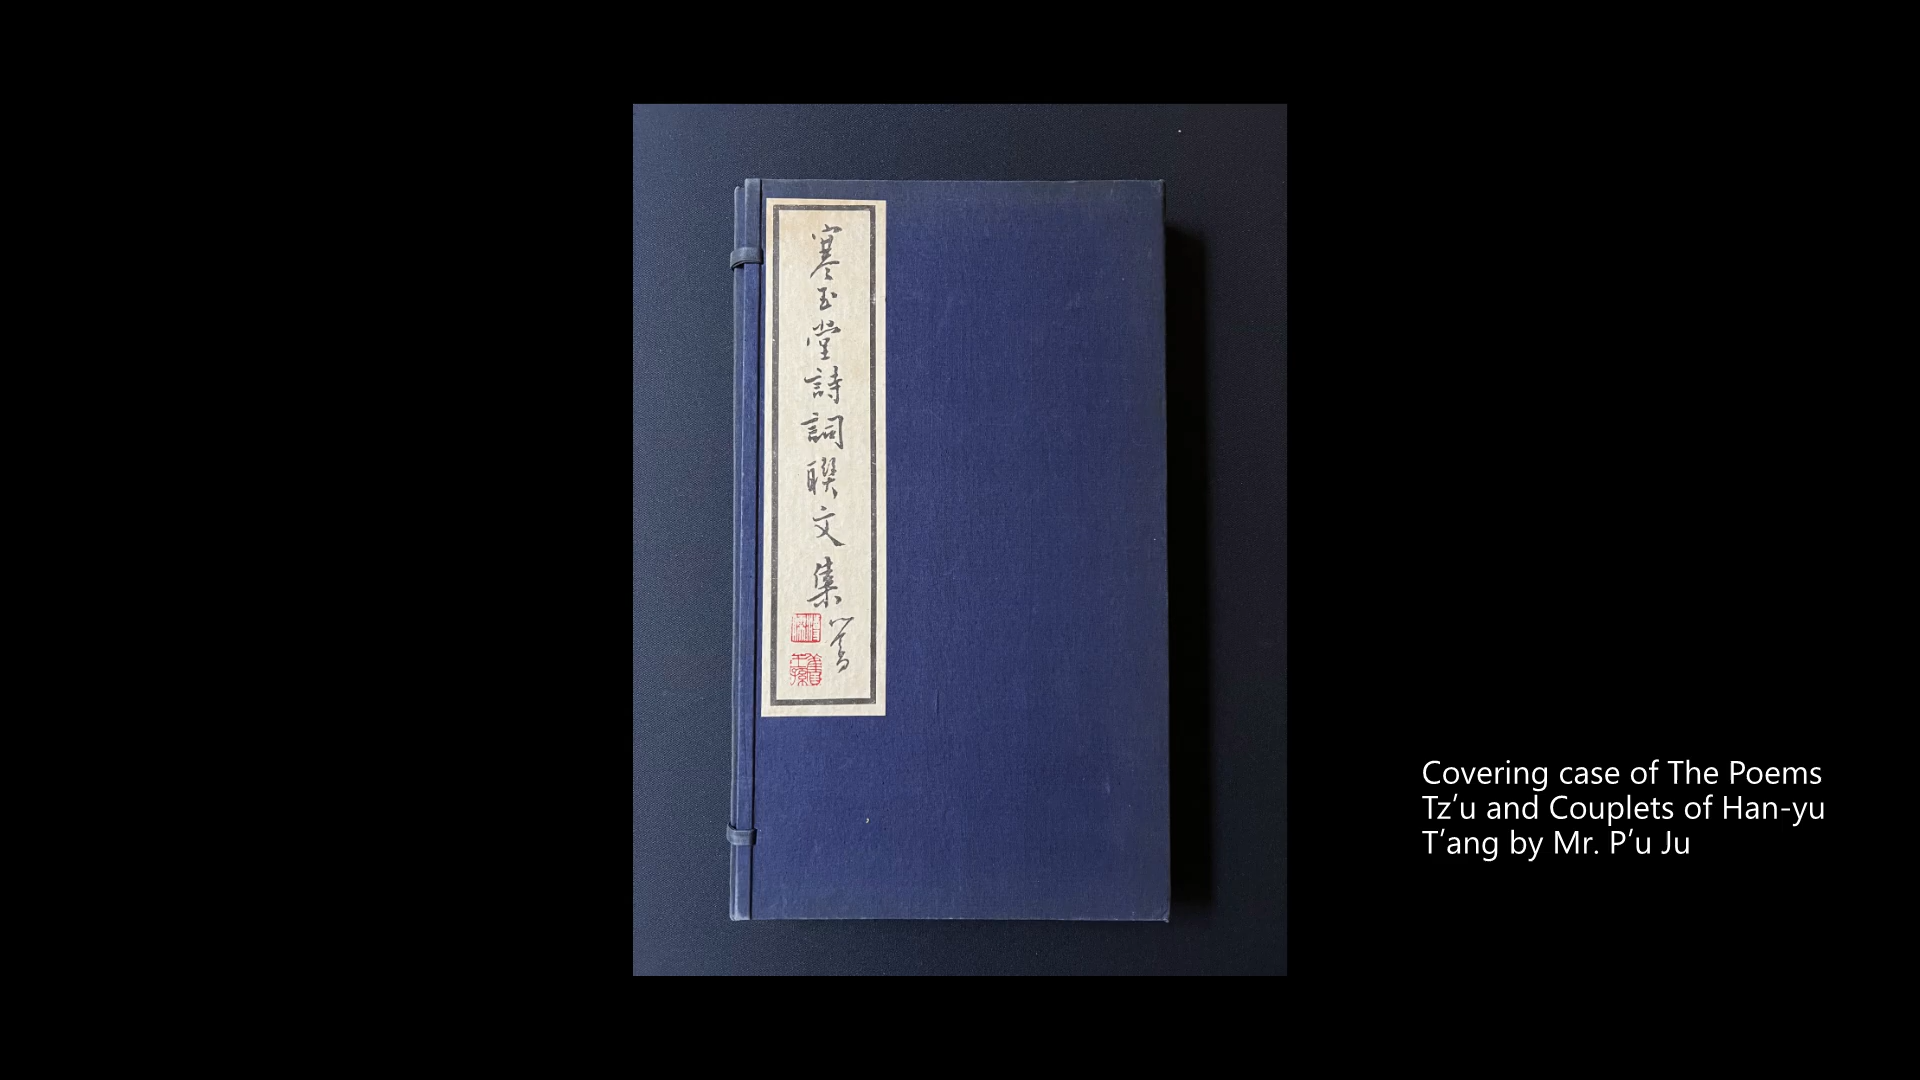 寒玉堂詩詞聯文集
Covering case of The Poems
Tz'u and Couplets of Han-yu
T'ang by Mr. P'u Ju